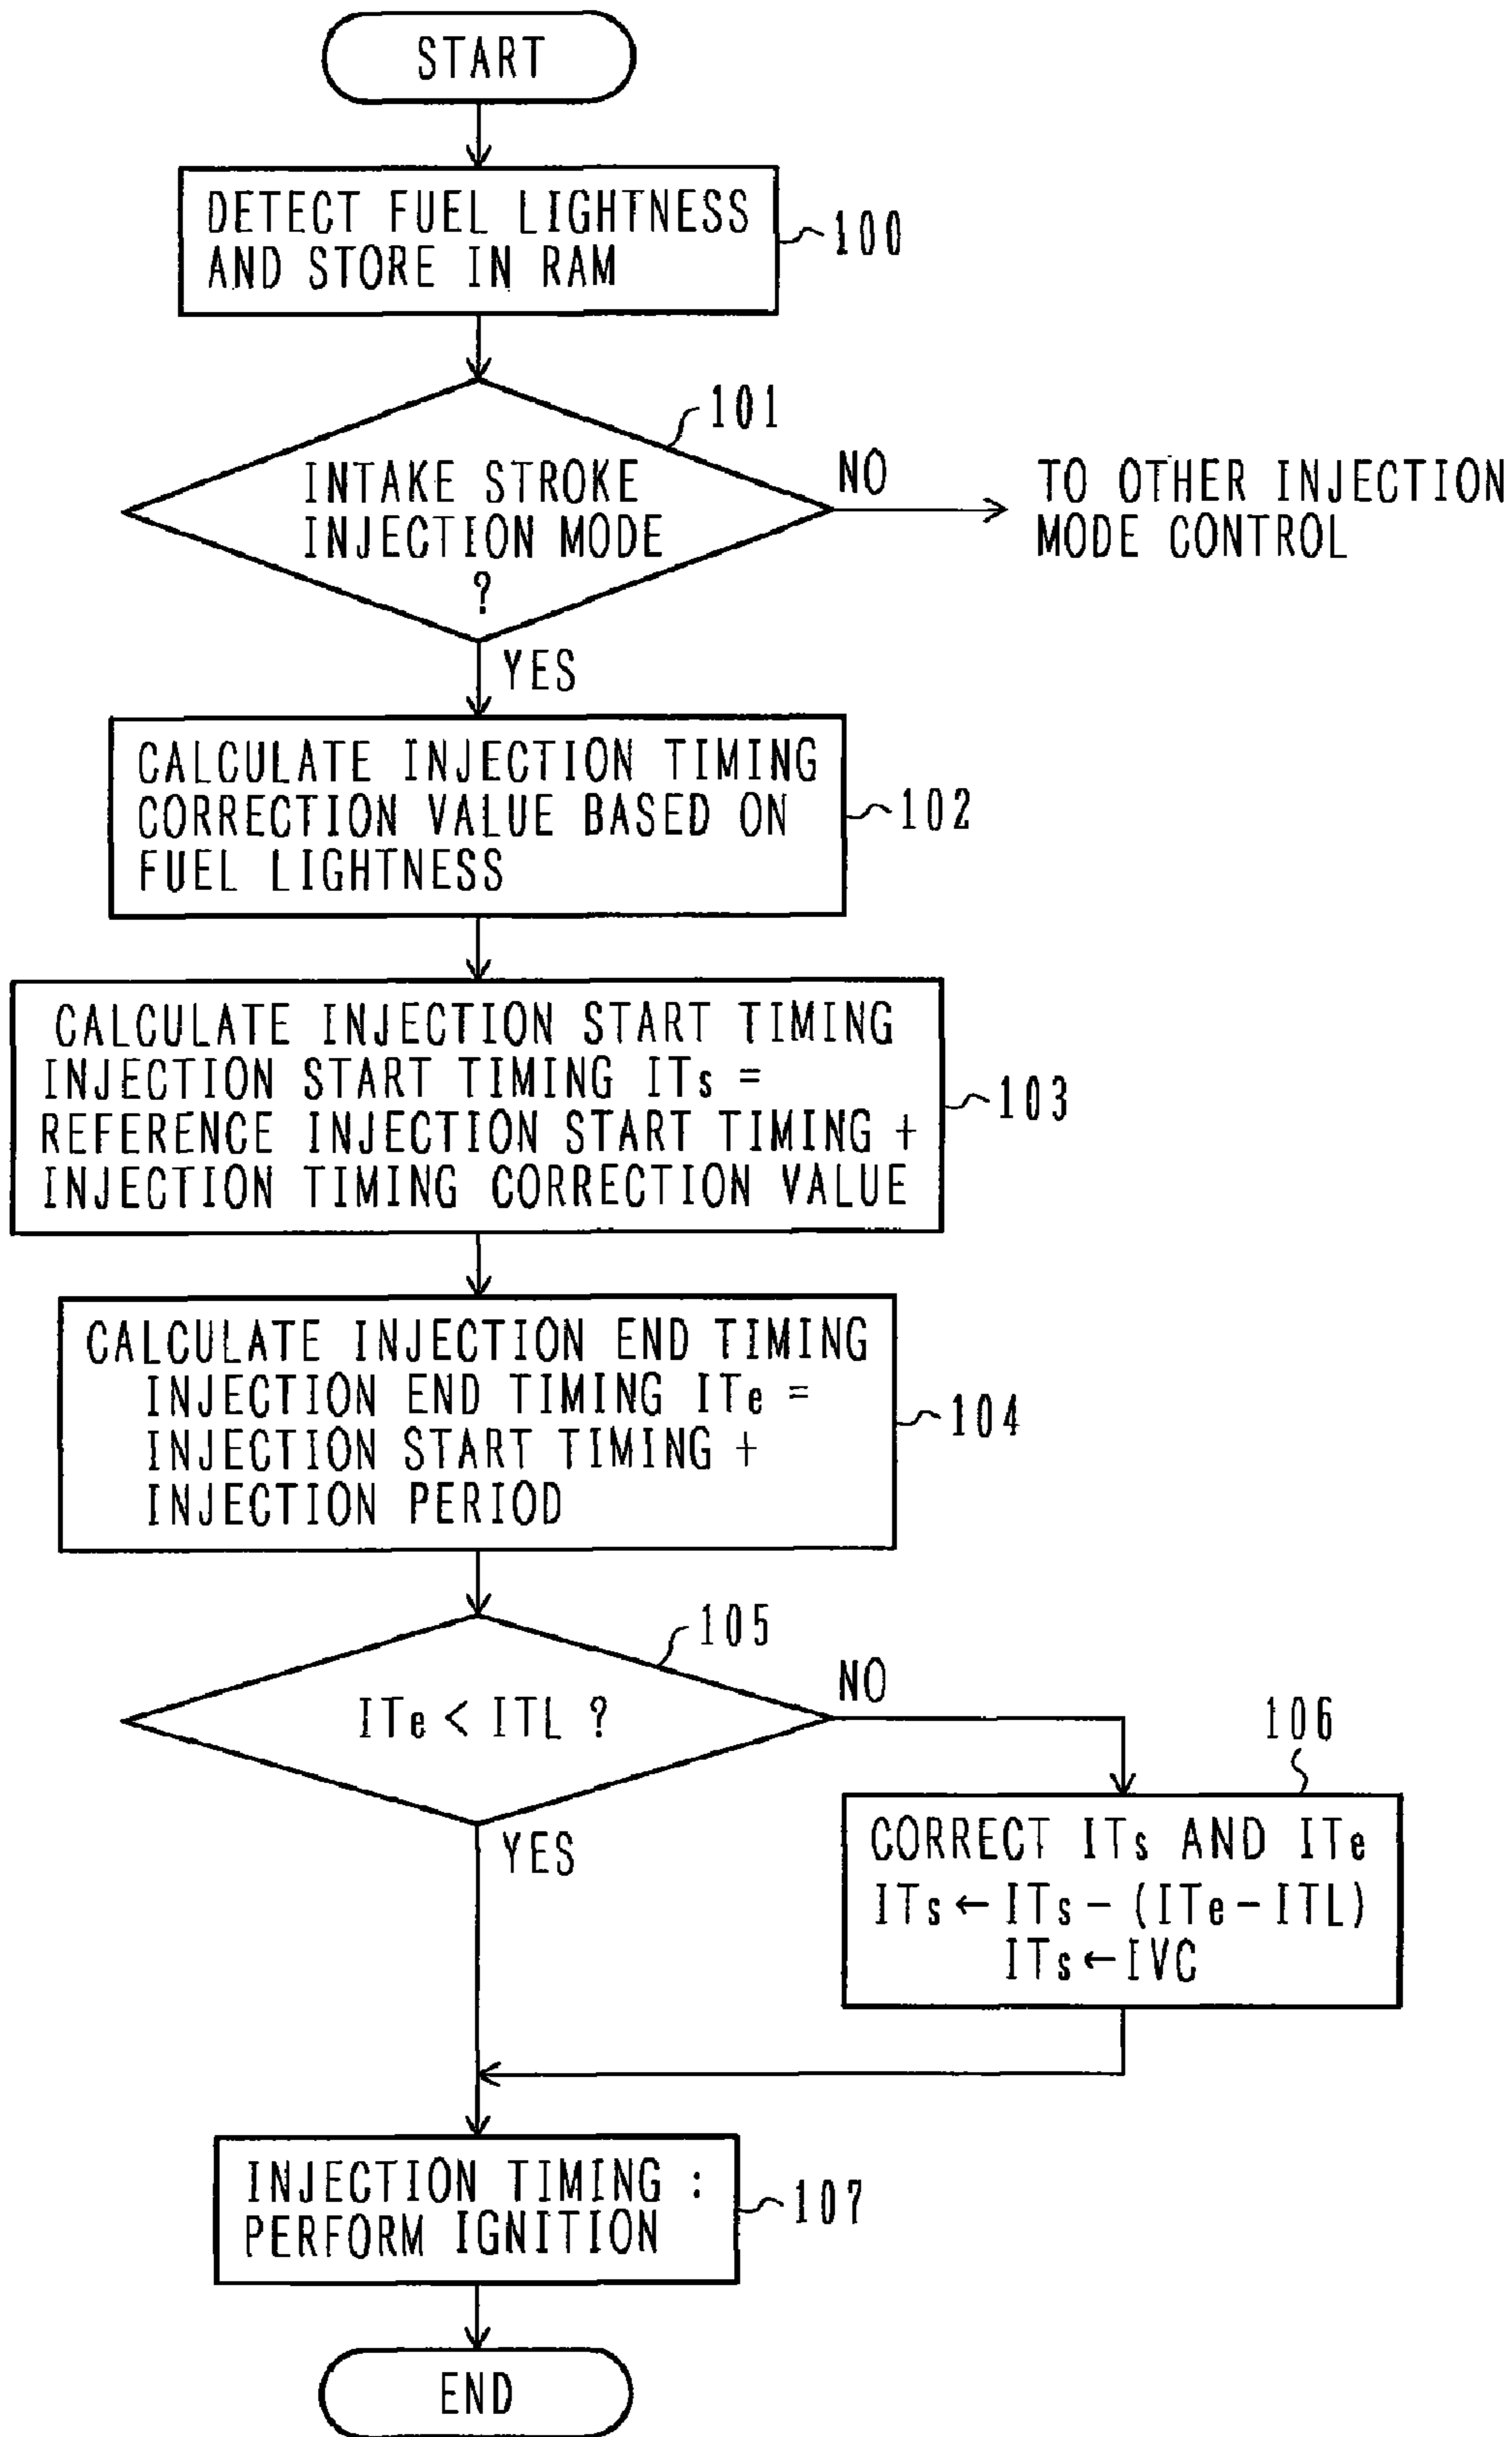 START
DETECT FUEL LIGHTNESS
AND STORE IN RAM
100
101
INTAKE STROKE
INJECTION MODE
?
NO
TO OTHER INJECTION
MODE CONTROL
YES
CALCULATE INJECTION TIMING
CORRECTION VALUE BASED ON
FUEL LIGHTNESS
102
CALCULATE INJECTION START TIMING
INJECTION START TIMING ITs =
REFERENCE INJECTION START TIMING +
INJECTION TIMING CORRECTION VALUE
103
CALCULATE INJECTION END TIMING
INJECTION END TIMING ITe =
INJECTION START TIMING +
INJECTION PERIOD
104
105
ITe < ITL ?
NO
YES
106
CORRECT ITs AND ITe
ITs ← ITs − (ITe − ITL)
ITs ← IVC
INJECTION TIMING :
PERFORM IGNITION
107
END